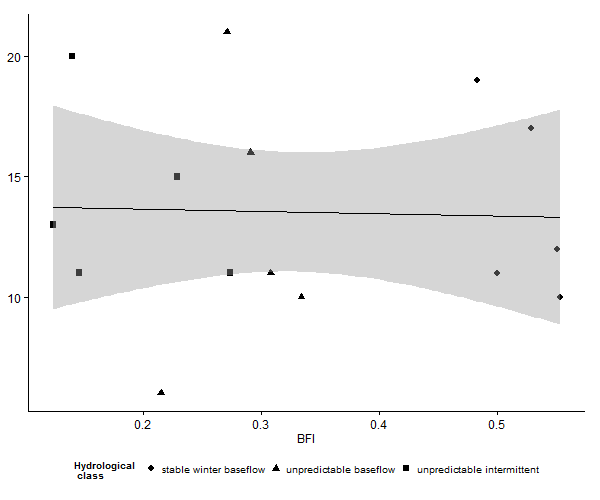 20
15
10
0.2
0.3
0.4
0.5
BFI
Hydrological
class
stable winter baseflow
unpredictable baseflow
unpredictable intermittent